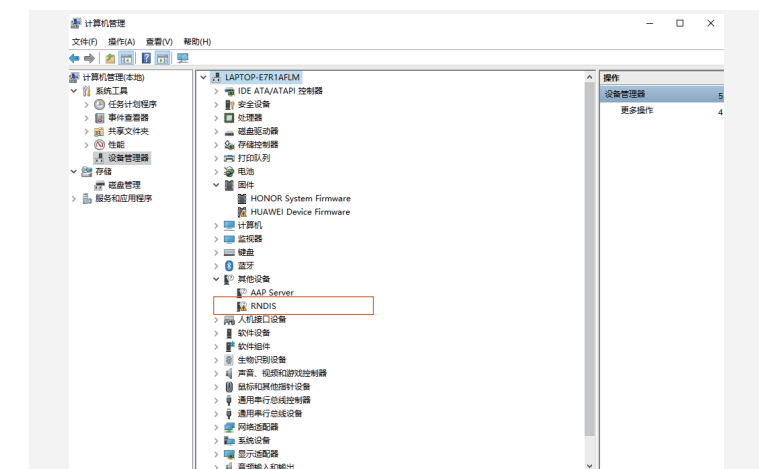 计算机管理
文件(F) 操作(A) 查看(V) 帮助(H)
计算机管理(本地)
系统工具
任务计划程序
事件查看器
共享文件夹
性能
设备管理器
存储
磁盘管理
服务和应用程序
LAPTOP-E7R1AFLM
IDE ATA/ATAPI 控制器
安全设备
处理器
磁盘驱动器
存储控制器
打印队列
电池
固件
HONOR System Firmware
HUAWEI Device Firmware
计算机
监视器
键盘
蓝牙
其他设备
AAP Server
RNDIS
人机接口设备
软件设备
软件组件
生物识别设备
声音、视频和游戏控制器
鼠标和其他指针设备
通用串行总线控制器
通用串行总线设备
网络适配器
系统设备
显示适配器
音频输入和输出
操作
设备管理器
更多操作